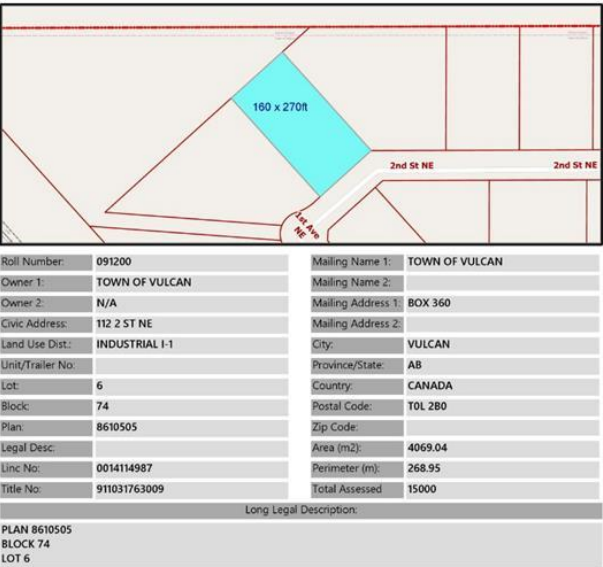 160 x 270ft
2nd St NE
2nd St NE
1st Ave
NE
Roll Number: 091200
Mailing Name 1: TOWN OF VULCAN
Owner 1: TOWN OF VULCAN
Mailing Name 2:
Owner 2: N/A
Mailing Address 1: BOX 360
Civic Address: 112 2 ST NE
Mailing Address 2:
Land Use Dist.: INDUSTRIAL I-1
City: VULCAN
Unit/Trailer No:
Province/State: AB
Lot: 6
Country: CANADA
Block: 74
Postal Code: T0L 2B0
Plan: 8610505
Zip Code:
Legal Desc:
Area (m2): 4069.04
Linc No: 0014114987
Perimeter (m): 268.95
Title No: 911031763009
Total Assessed 15000
Long Legal Description:
PLAN 8610505
BLOCK 74
LOT 6